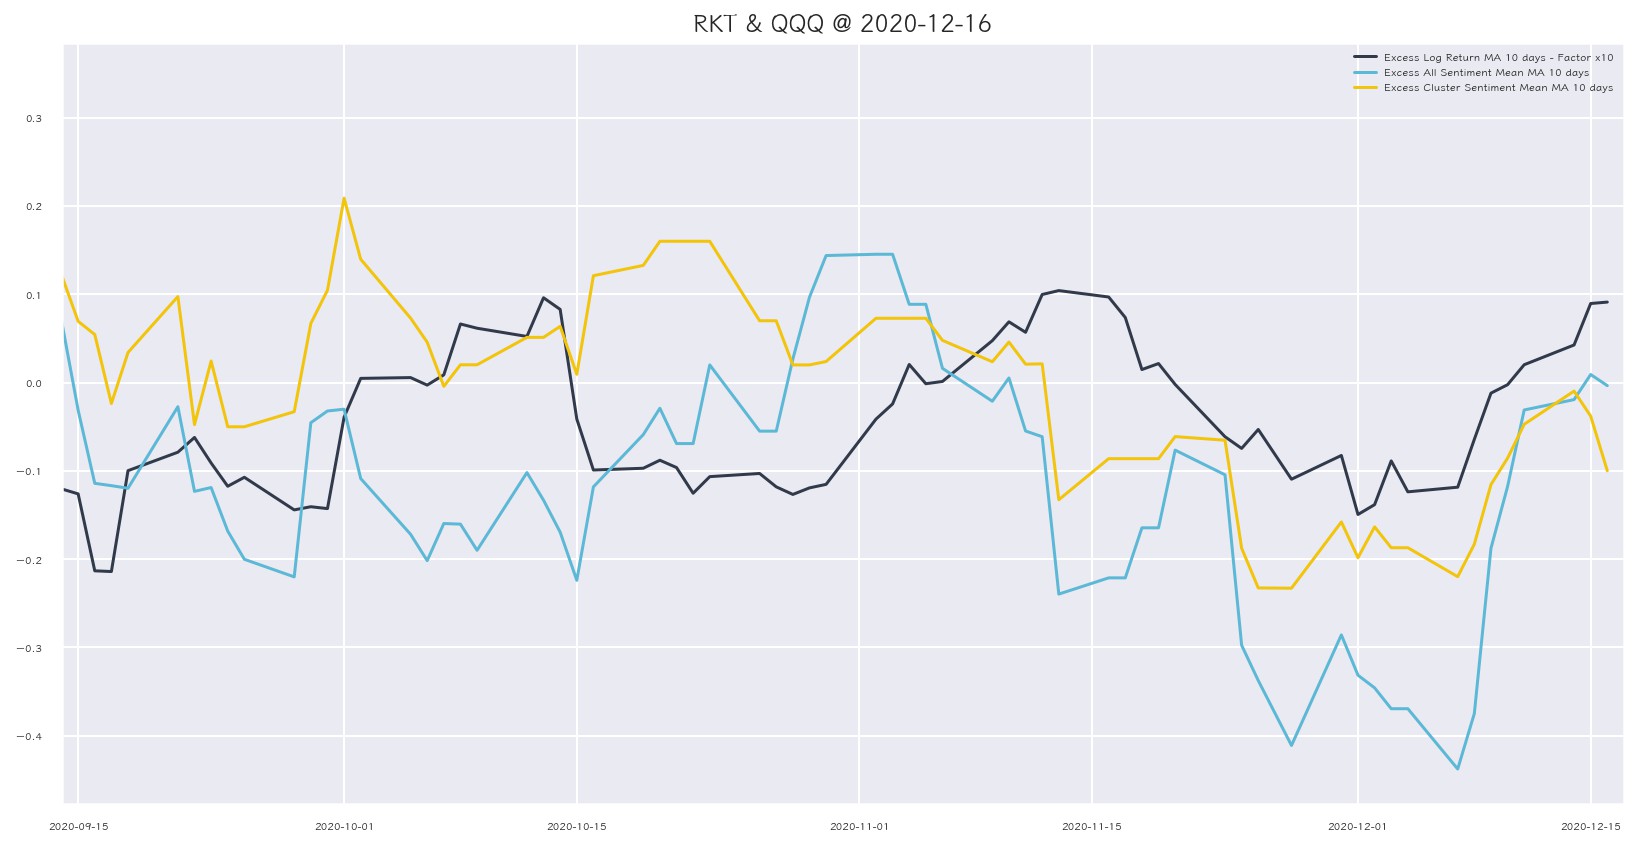 RKT & QQQ @ 2020-12-16
Excess Log Return MA 10 days - Factor x10
Excess All Sentiment Mean MA 10 days
Excess Cluster Sentiment Mean MA 10 days
0.3
0.2
0.1
0.0
−0.1
−0.2
−0.3
−0.4
2020-09-15 2020-10-01 2020-10-15 2020-11-01 2020-11-15 2020-12-01 2020-12-15